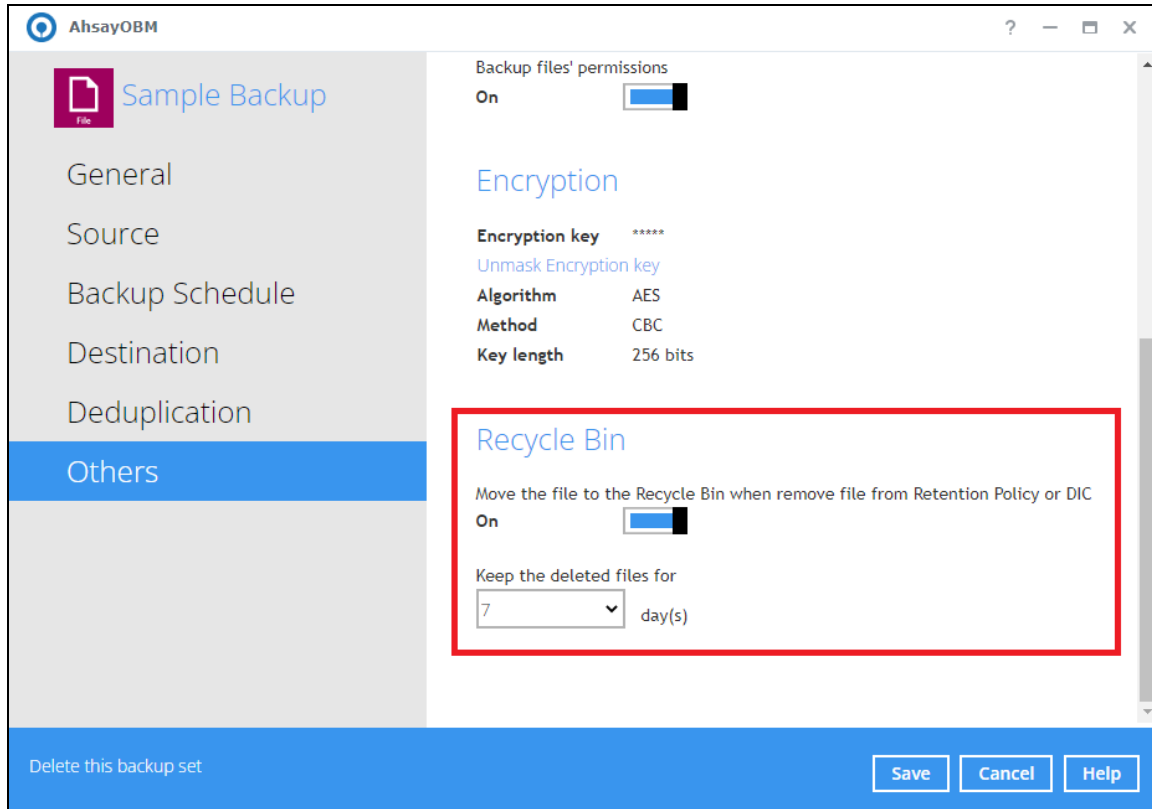 AhsayOBM
?
Sample Backup
File
General
Source
Backup Schedule
Destination
Deduplication
Others
Backup files' permissions
On
Encryption
Encryption key *****
Unmask Encryption key
Algorithm AES
Method CBC
Key length 256 bits
Recycle Bin
Move the file to the Recycle Bin when remove file from Retention Policy or DIC
On
Keep the deleted files for
7 day(s)
Delete this backup set
Save Cancel Help